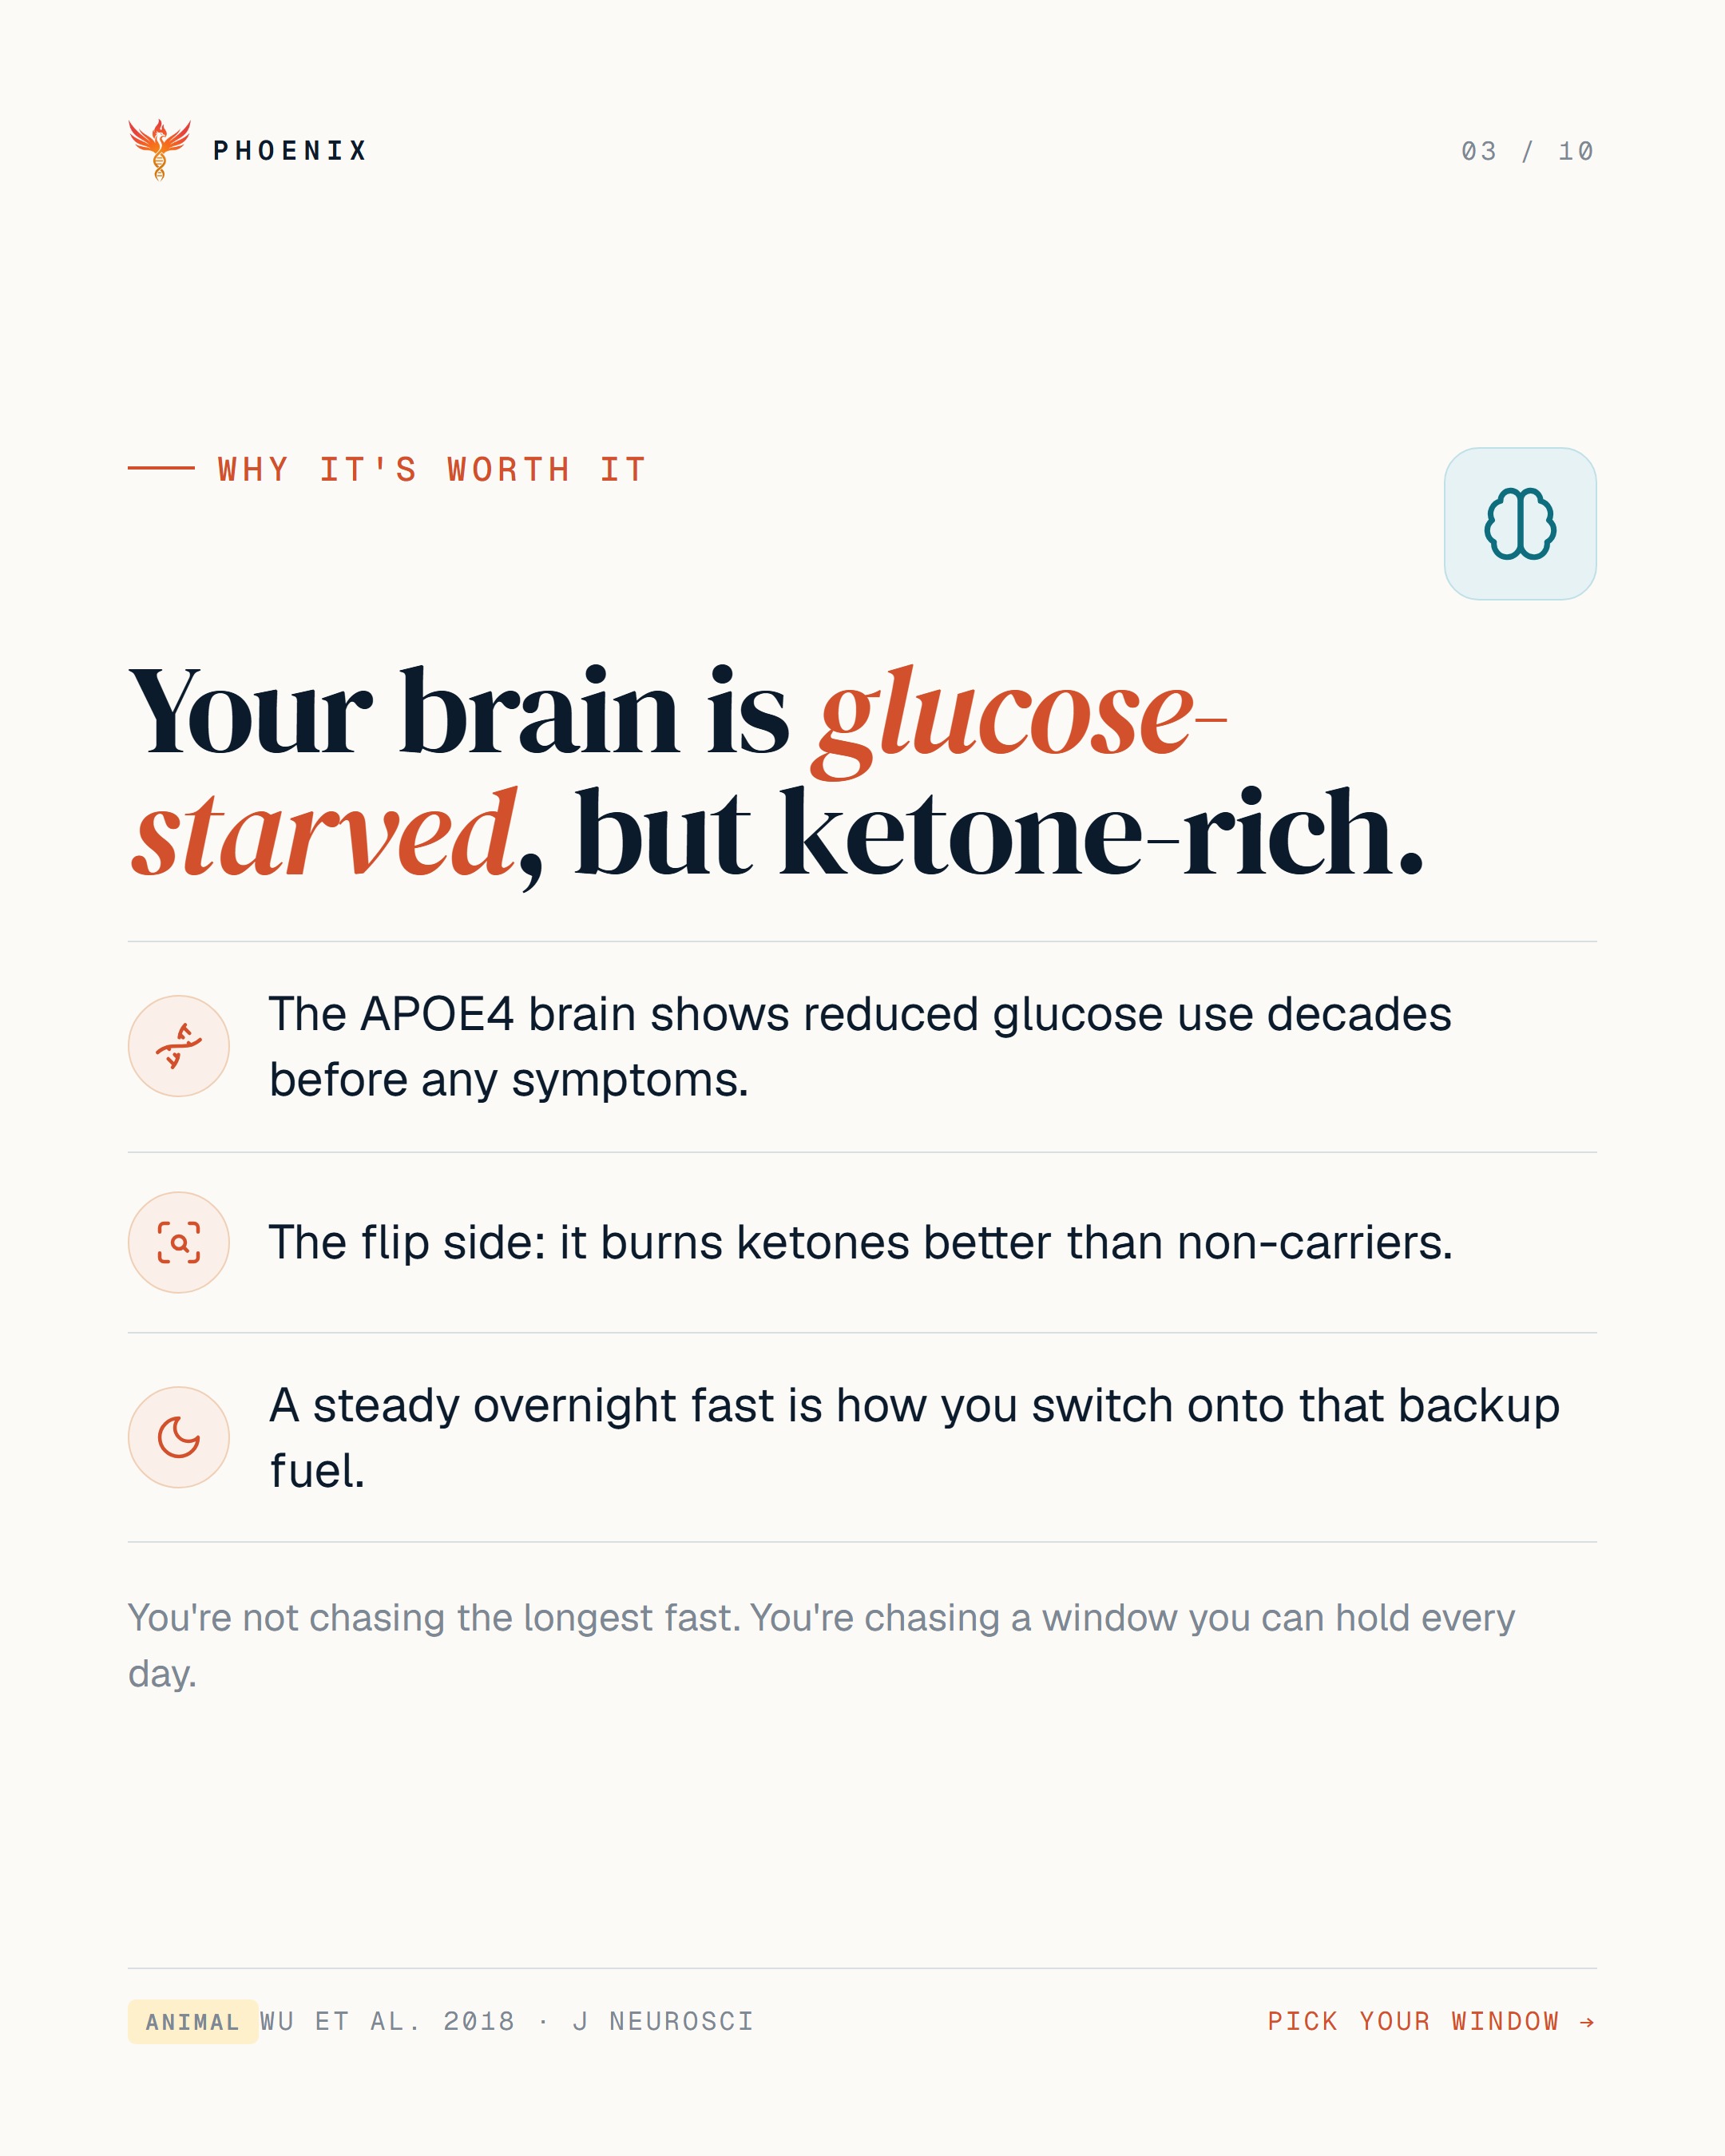 PHOENIX
03 / 10
WHY IT'S WORTH IT
Your brain is glucose-
starved, but ketone-rich.
The APOE4 brain shows reduced glucose use decades
before any symptoms.
The flip side: it burns ketones better than non-carriers.
A steady overnight fast is how you switch onto that backup
fuel.
You're not chasing the longest fast. You're chasing a window you can hold every
day.
ANIMAL WU ET AL. 2018 · J NEUROSCI
PICK YOUR WINDOW →